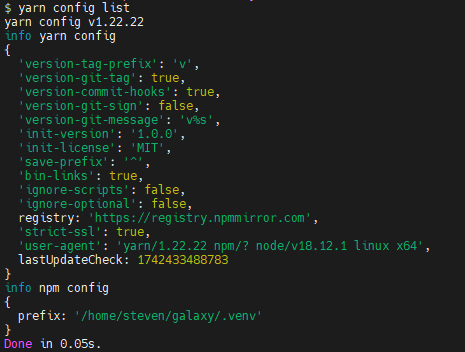 $ yarn config list
yarn config v1.22.22
info yarn config
{
  'version-tag-prefix': 'v',
  'version-git-tag': true,
  'version-commit-hooks': true,
  'version-git-sign': false,
  'version-git-message': 'v%s',
  'init-version': '1.0.0',
  'init-license': 'MIT',
  'save-prefix': '^',
  'bin-links': true,
  'ignore-scripts': false,
  'ignore-optional': false,
  registry: 'https://registry.npmmirror.com',
  'strict-ssl': true,
  'user-agent': 'yarn/1.22.22 npm/? node/v18.12.1 linux x64',
  lastUpdateCheck: 1742433488783
}
info npm config
{
  prefix: '/home/steven/galaxy/.venv'
}
Done in 0.05s.